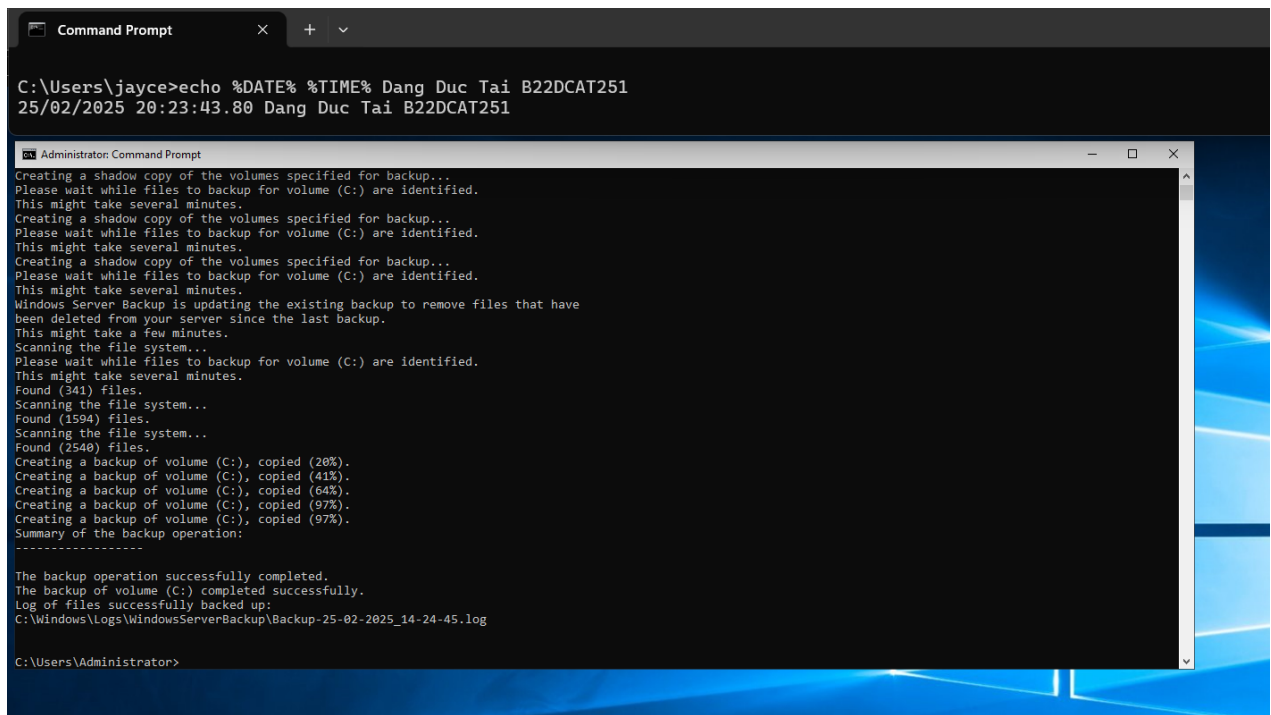 Command Prompt
C:\Users\jayce>echo %DATE% %TIME% Dang Duc Tai B22DCAT251
25/02/2025 20:23:43.80 Dang Duc Tai B22DCAT251
Administrator: Command Prompt
Creating a shadow copy of the volumes specified for backup...
Please wait while files to backup for volume (C:) are identified.
This might take several minutes.
Creating a shadow copy of the volumes specified for backup...
Please wait while files to backup for volume (C:) are identified.
This might take several minutes.
Creating a shadow copy of the volumes specified for backup...
Please wait while files to backup for volume (C:) are identified.
This might take several minutes.
Windows Server Backup is updating the existing backup to remove files that have
been deleted from your server since the last backup.
This might take a few minutes.
Scanning the file system...
Please wait while files to backup for volume (C:) are identified.
This might take several minutes.
Found (341) files.
Scanning the file system...
Found (1594) files.
Scanning the file system...
Found (2540) files.
Creating a backup of volume (C:), copied (20%).
Creating a backup of volume (C:), copied (41%).
Creating a backup of volume (C:), copied (64%).
Creating a backup of volume (C:), copied (97%).
Creating a backup of volume (C:), copied (97%).
Summary of the backup operation:
------------------
The backup operation successfully completed.
The backup of volume (C:) completed successfully.
Log of files successfully backed up:
C:\Windows\Logs\WindowsServerBackup\Backup-25-02-2025_14-24-45.log
C:\Users\Administrator>